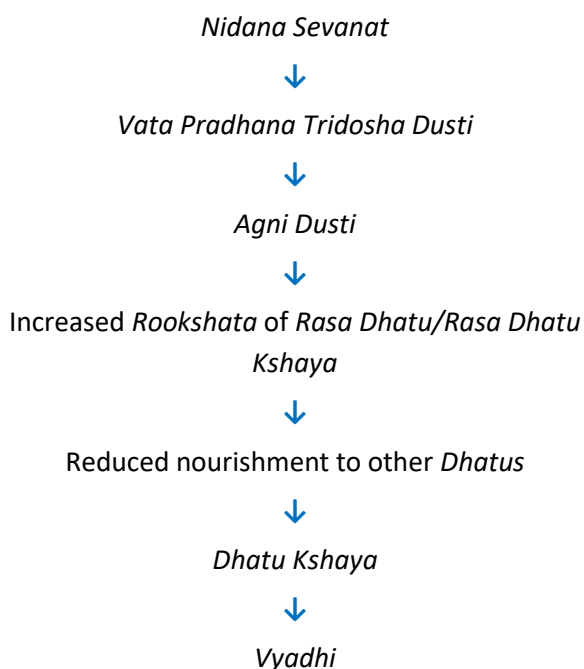 Nidana Sevanat
↓
Vata Pradhana Tridosha Dusti
↓
Agni Dusti
↓
Increased Rookshata of Rasa Dhatu/Rasa Dhatu
Kshaya
↓
Reduced nourishment to other Dhatus
↓
Dhatu Kshaya
↓
Vyadhi